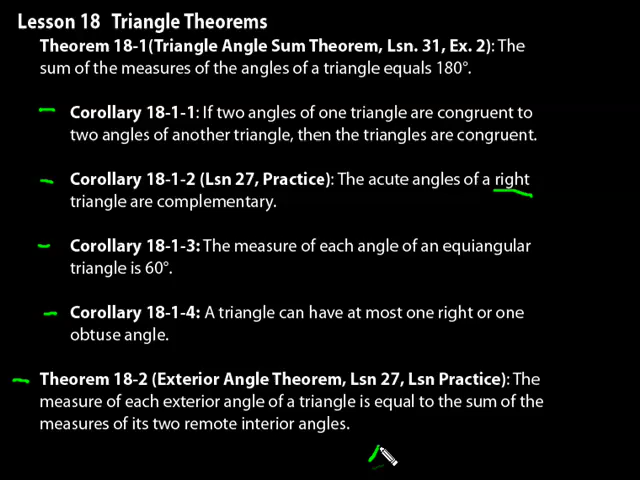 Lesson 18 Triangle Theorems
Theorem 18-1(Triangle Angle Sum Theorem, Lsn. 31, Ex. 2): The
sum of the measures of the angles of a triangle equals 180°.
Corollary 18-1-1: If two angles of one triangle are congruent to
two angles of another triangle, then the triangles are congruent.
Corollary 18-1-2 (Lsn 27, Practice): The acute angles of a right
triangle are complementary.
Corollary 18-1-3: The measure of each angle of an equiangular
triangle is 60°.
Corollary 18-1-4: A triangle can have at most one right or one
obtuse angle.
Theorem 18-2 (Exterior Angle Theorem, Lsn 27, Lsn Practice): The
measure of each exterior angle of a triangle is equal to the sum of the
measures of its two remote interior angles.